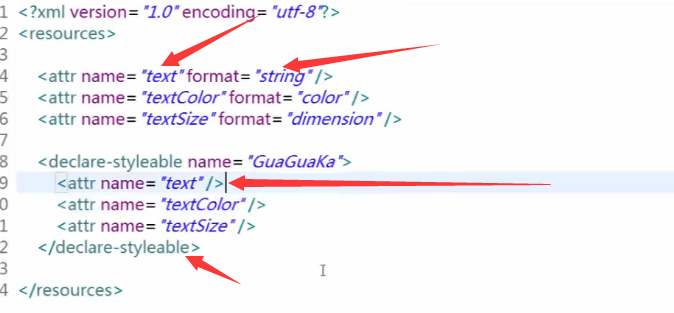 1 <?xml version="1.0" encoding="utf-8"?>
2 <resources>
3
4 <attr name="text" format="string" />
5 <attr name="textColor" format="color" />
6 <attr name="textSize" format="dimension" />
7
8 <declare-styleable name="GuaGuaKa">
9 <attr name="text" />
0 <attr name="textColor" />
1 <attr name="textSize" />
2 </declare-styleable>
3
4 </resources>